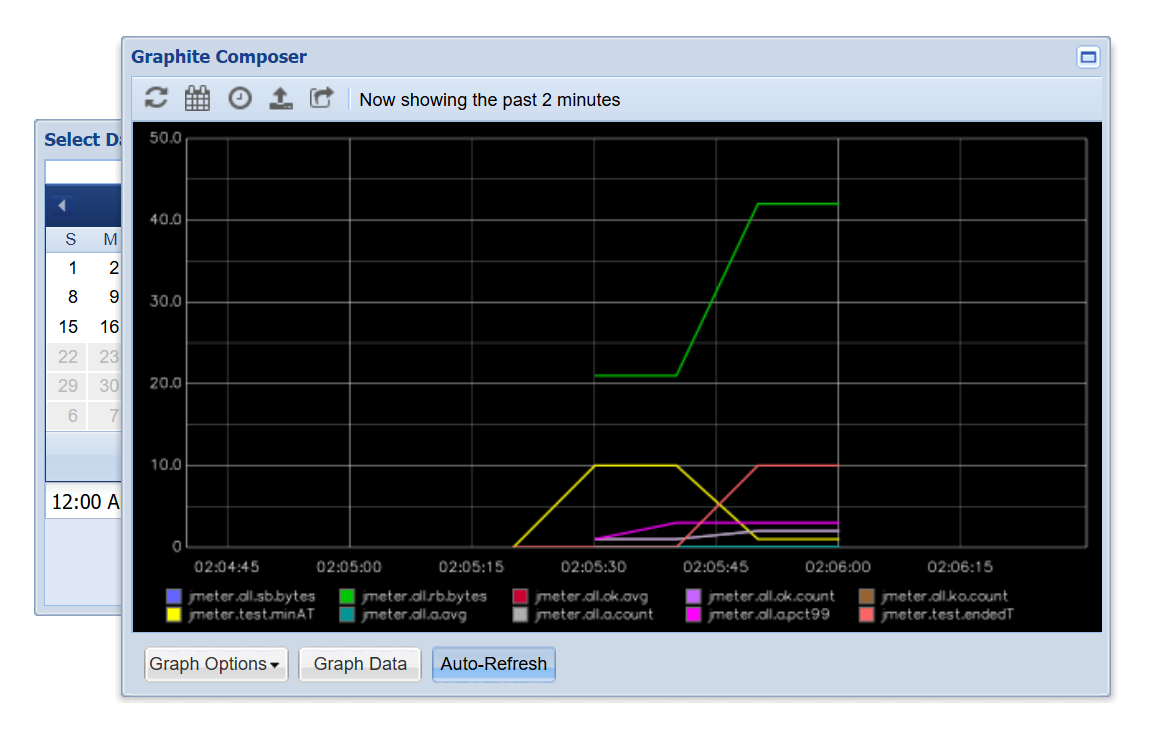 Graphite Composer
Now showing the past 2 minutes
Select Da
S M
1 2
8 9
15 16
22 23
29 30
6 7
12:00 A
50.0
40.0
30.0
20.0
10.0
0
02:04:45 02:05:00 02:05:15 02:05:30 02:05:45 02:06:00 02:06:15
jmeter.all.sb.bytes jmeter.all.rb.bytes jmeter.all.ok.avg jmeter.all.ok.count jmeter.all.ko.count
jmeter.test.minAT jmeter.all.a.avg jmeter.all.a.count jmeter.all.a.pct99 jmeter.test.endedT
Graph Options Graph Data Auto-Refresh